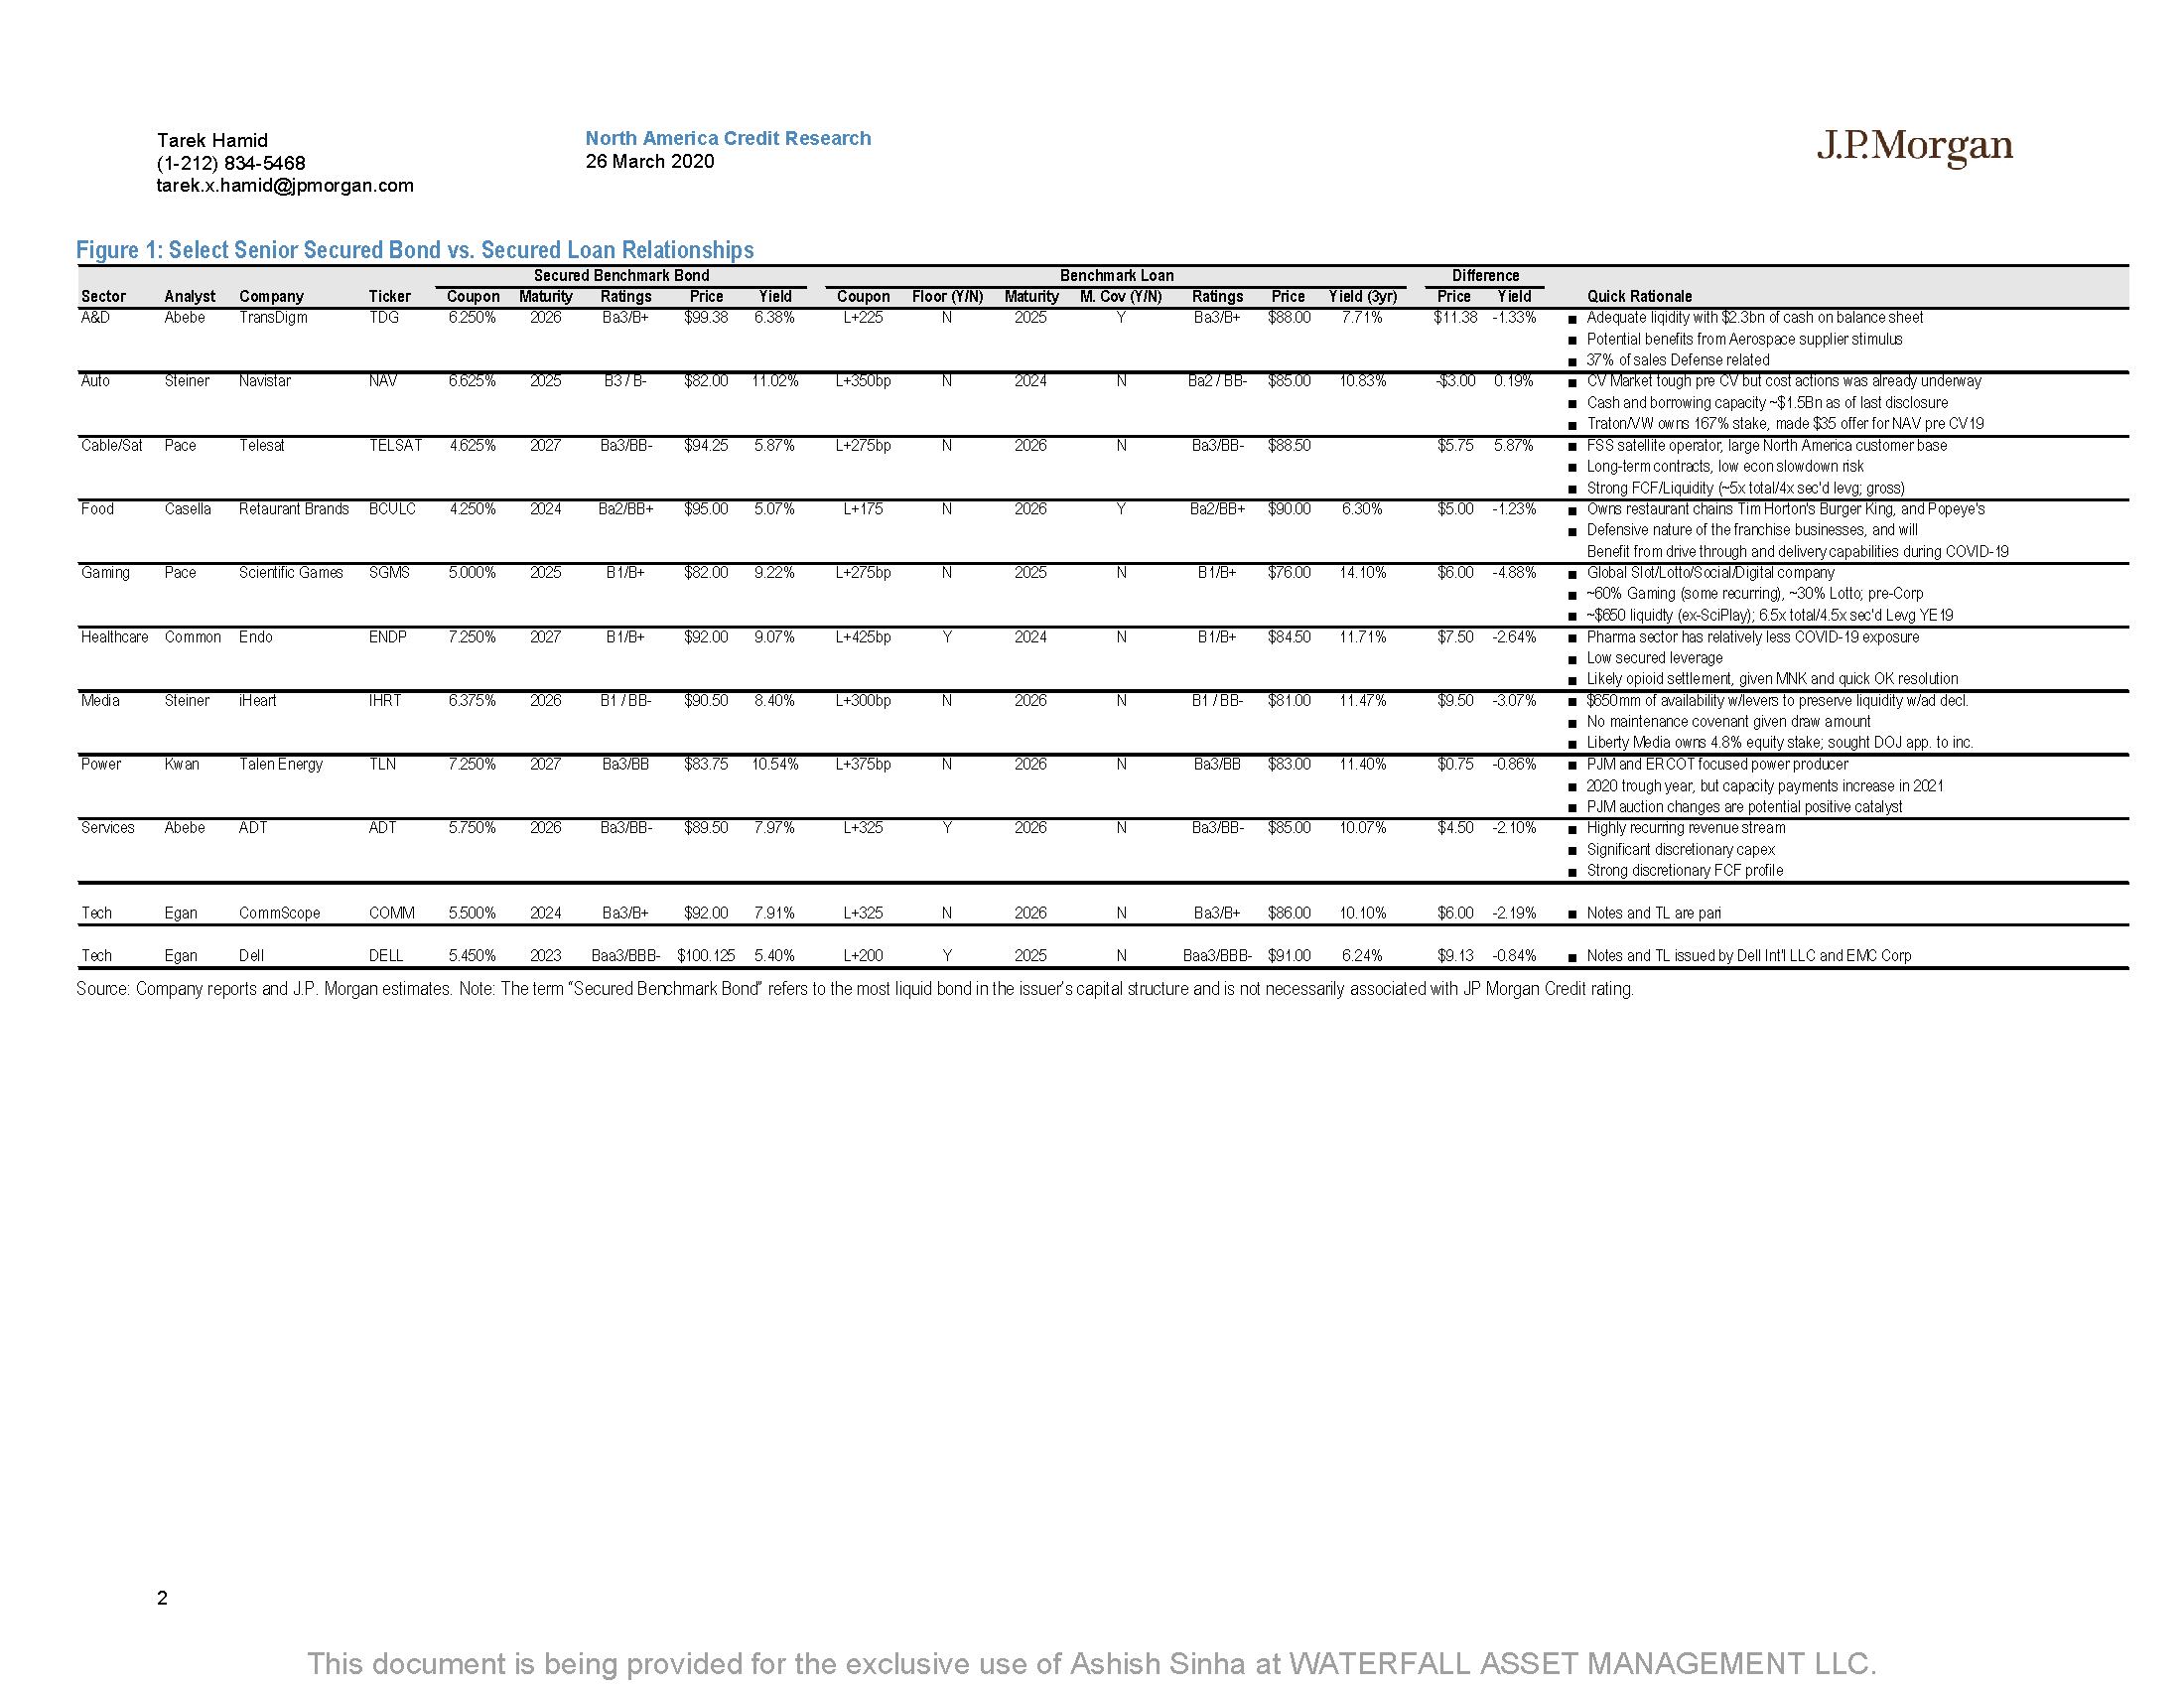 Tarek Hamid
(1-212) 834-5468
tarek.x.hamid@jpmorgan.com
North America Credit Research
26 March 2020
J.P.Morgan
Figure 1: Select Senior Secured Bond vs. Secured Loan Relationships
Secured Benchmark Bond Benchmark Loan Difference
Sector Analyst Company Ticker Coupon Maturity Ratings Price Yield Coupon Floor (Y/N) Maturity M. Cov (Y/N) Ratings Price Yield (3yr) Price Yield Quick Rationale
A&D Abebe TransDigm TDG 6.250% 2026 Ba3/B+ $99.38 6.38% L+225 N 2025 Y Ba3/B+ $88.00 7.71% $11.38 -1.33% ■ Adequate liqidity with $2.3bn of cash on balance sheet
■ Potential benefits from Aerospace supplier stimulus
■ 37% of sales Defense related
Auto Steiner Navistar NAV 6.625% 2025 B3 / B- $82.00 11.02% L+350bp N 2024 N Ba2 / BB- $85.00 10.83% -$3.00 0.19% ■ CV Market tough pre CV but cost actions was already underway
■ Cash and borrowing capacity ~$1.5Bn as of last disclosure
■ Traton/VW owns 167% stake, made $35 offer for NAV pre CV19
Cable/Sat Pace Telesat TELSAT 4.625% 2027 Ba3/BB- $94.25 5.87% L+275bp N 2026 N Ba3/BB- $88.50 $5.75 5.87% ■ FSS satellite operator; large North America customer base
■ Long-term contracts, low econ slowdown risk
■ Strong FCF/Liquidity (~5x total/4x sec'd levg; gross)
Food Casella Retaurant Brands BCULC 4.250% 2024 Ba2/BB+ $95.00 5.07% L+175 N 2026 Y Ba2/BB+ $90.00 6.30% $5.00 -1.23% ■ Owns restaurant chains Tim Horton's Burger King, and Popeye's
■ Defensive nature of the franchise businesses, and will
Benefit from drive through and delivery capabilities during COVID-19
Gaming Pace Scientific Games SGMS 5.000% 2025 B1/B+ $82.00 9.22% L+275bp N 2025 N B1/B+ $76.00 14.10% $6.00 -4.88% ■ Global Slot/Lotto/Social/Digital company
■ ~60% Gaming (some recurring), ~30% Lotto; pre-Corp
■ ~$650 liquidty (ex-SciPlay); 6.5x total/4.5x sec'd Levg YE19
Healthcare Common Endo ENDP 7.250% 2027 B1/B+ $92.00 9.07% L+425bp Y 2024 N B1/B+ $84.50 11.71% $7.50 -2.64% ■ Pharma sector has relatively less COVID-19 exposure
■ Low secured leverage
■ Likely opioid settlement, given MNK and quick OK resolution
Media Steiner iHeart IHRT 6.375% 2026 B1 / BB- $90.50 8.40% L+300bp N 2026 N B1 / BB- $81.00 11.47% $9.50 -3.07% ■ $650mm of availability w/levers to preserve liquidity w/ad decl.
■ No maintenance covenant given draw amount
■ Liberty Media owns 4.8% equity stake; sought DOJ app. to inc.
Power Kwan Talen Energy TLN 7.250% 2027 Ba3/BB $83.75 10.54% L+375bp N 2026 N Ba3/BB $83.00 11.40% $0.75 -0.86% ■ PJM and ERCOT focused power producer
■ 2020 trough year, but capacity payments increase in 2021
■ PJM auction changes are potential positive catalyst
Services Abebe ADT ADT 5.750% 2026 Ba3/BB- $89.50 7.97% L+325 Y 2026 N Ba3/BB- $85.00 10.07% $4.50 -2.10% ■ Highly recurring revenue stream
■ Significant discretionary capex
■ Strong discretionary FCF profile
Tech Egan CommScope COMM 5.500% 2024 Ba3/B+ $92.00 7.91% L+325 N 2026 N Ba3/B+ $86.00 10.10% $6.00 -2.19% ■ Notes and TL are pari
Tech Egan Dell DELL 5.450% 2023 Baa3/BBB- $100.125 5.40% L+200 Y 2025 N Baa3/BBB- $91.00 6.24% $9.13 -0.84% ■ Notes and TL issued by Dell Int'l LLC and EMC Corp
Source: Company reports and J.P. Morgan estimates. Note: The term “Secured Benchmark Bond” refers to the most liquid bond in the issuer's capital structure and is not necessarily associated with JP Morgan Credit rating.
2
This document is being provided for the exclusive use of Ashish Sinha at WATERFALL ASSET MANAGEMENT LLC.